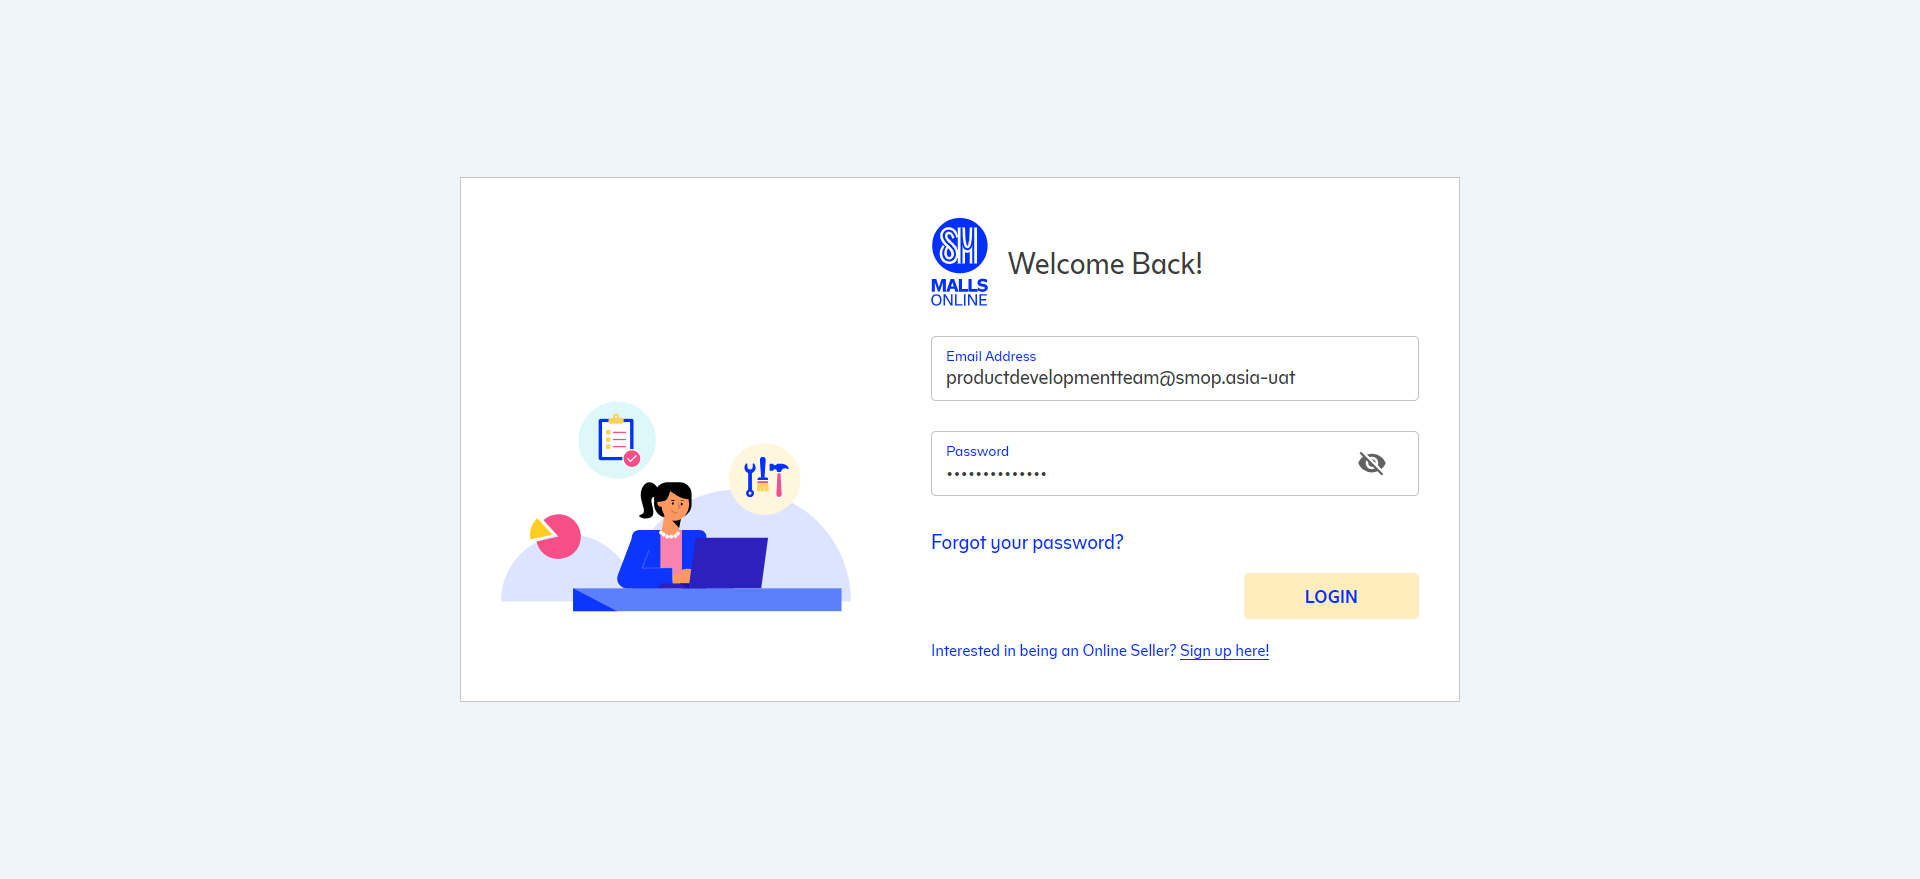 SM
MALLS
ONLINE
Welcome Back!
Email Address
productdevelopmentteam@smop.asia-uat
Password
••••••••••••••
Forgot your password?
LOGIN
Interested in being an Online Seller? Sign up here!